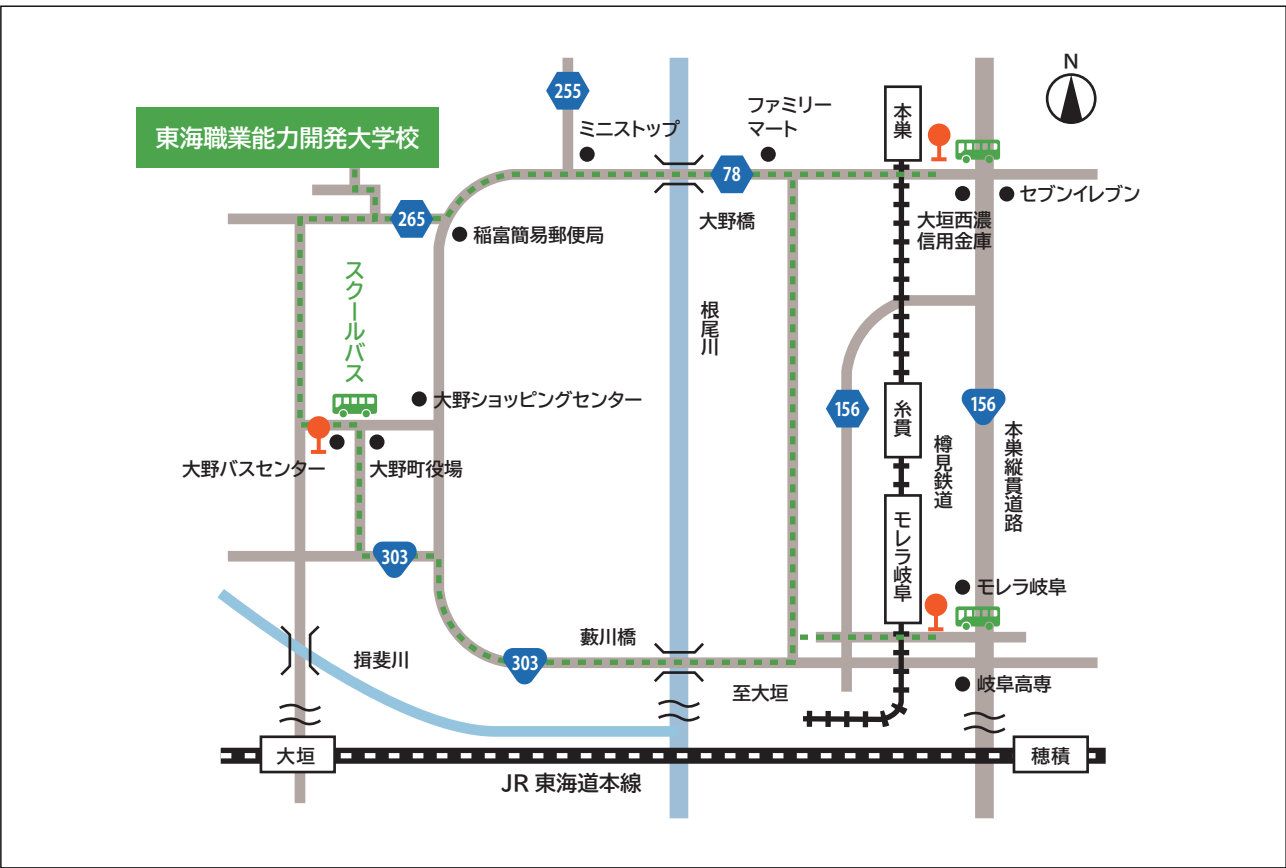 N
255
本巣
ファミリー
マート
ミニストップ
東海職業能力開発大学校
78
セブンイレブン
265
大野橋
大垣西濃
信用金庫
稲富簡易郵便局
スクールバス
根尾川
大野ショッピングセンター
156
糸貫
156
樽見鉄道
本巣縦貫道路
大野バスセンター
大野町役場
モレラ岐阜
303
モレラ岐阜
藪川橋
揖斐川
303
至大垣
岐阜高専
大垣
穂積
JR 東海道本線